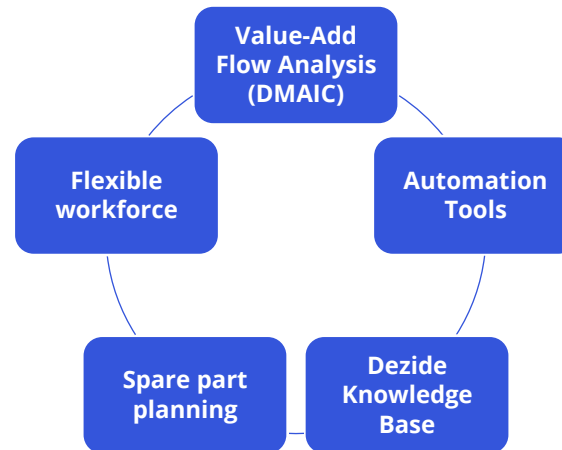 Value-Add
Flow Analysis
(DMAIC)
Automation
Tools
Dezide
Knowledge
Base
Spare part
planning
Flexible
workforce